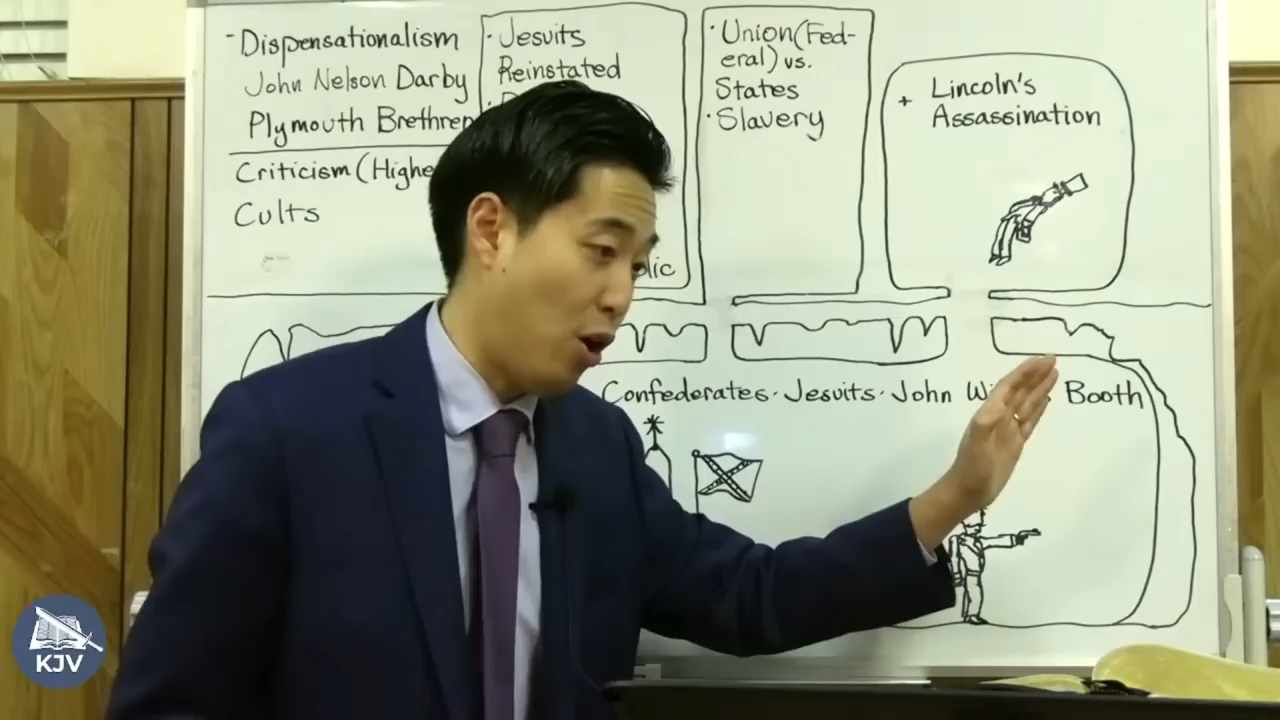 - Dispensationalism
John Nelson Darby
Plymouth Brethren
Criticism (Highe
Cults
· Jesuits
Reinstated
lic
· Union (Fed-
eral) vs.
States
· Slavery
+ Lincoln's
Assassination
Confederates · Jesuits · John W Booth
KJV